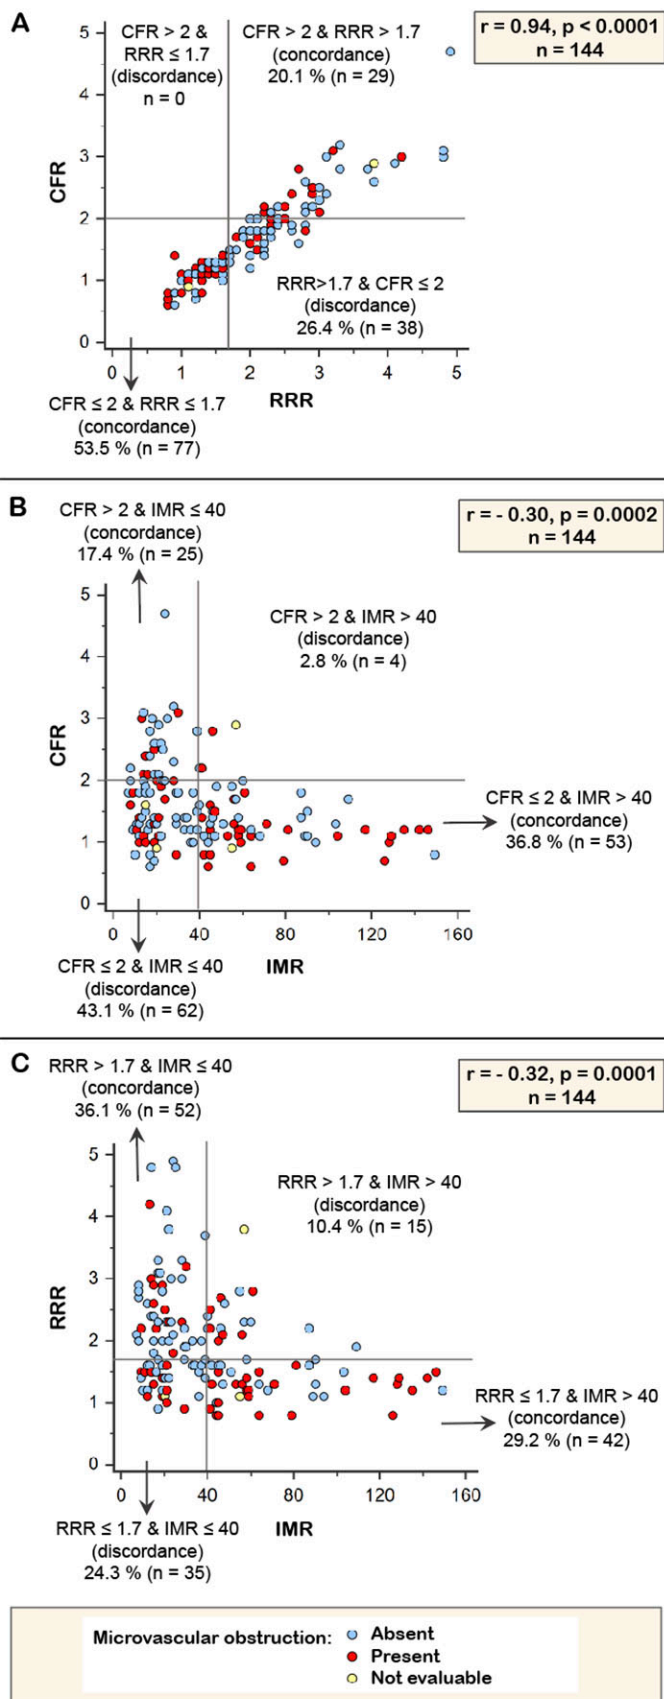 A
CFR > 2 &
RRR ≤ 1.7
(discordance)
n = 0
CFR > 2 & RRR > 1.7
(concordance)
20.1 % (n = 29)
r = 0.94, p < 0.0001
n = 144
CFR
5
4
3
2
1
0
RRR>1.7 & CFR ≤ 2
(discordance)
26.4 % (n = 38)
0 1 2 3 4 5
RRR
CFR ≤ 2 & RRR ≤ 1.7
(concordance)
53.5 % (n = 77)
B
CFR > 2 & IMR ≤ 40
(concordance)
17.4 % (n = 25)
r = - 0.30, p = 0.0002
n = 144
CFR
5
4
3
2
1
0
CFR > 2 & IMR > 40
(discordance)
2.8 % (n = 4)
CFR ≤ 2 & IMR > 40
(concordance)
36.8 % (n = 53)
0 40 80 120 160
IMR
CFR ≤ 2 & IMR ≤ 40
(discordance)
43.1 % (n = 62)
C
RRR > 1.7 & IMR ≤ 40
(concordance)
36.1 % (n = 52)
r = - 0.32, p = 0.0001
n = 144
RRR
5
4
3
2
1
0
RRR > 1.7 & IMR > 40
(discordance)
10.4 % (n = 15)
RRR ≤ 1.7 & IMR > 40
(concordance)
29.2 % (n = 42)
0 40 80 120 160
IMR
RRR ≤ 1.7 & IMR ≤ 40
(discordance)
24.3 % (n = 35)
Microvascular obstruction:
Absent
Present
Not evaluable